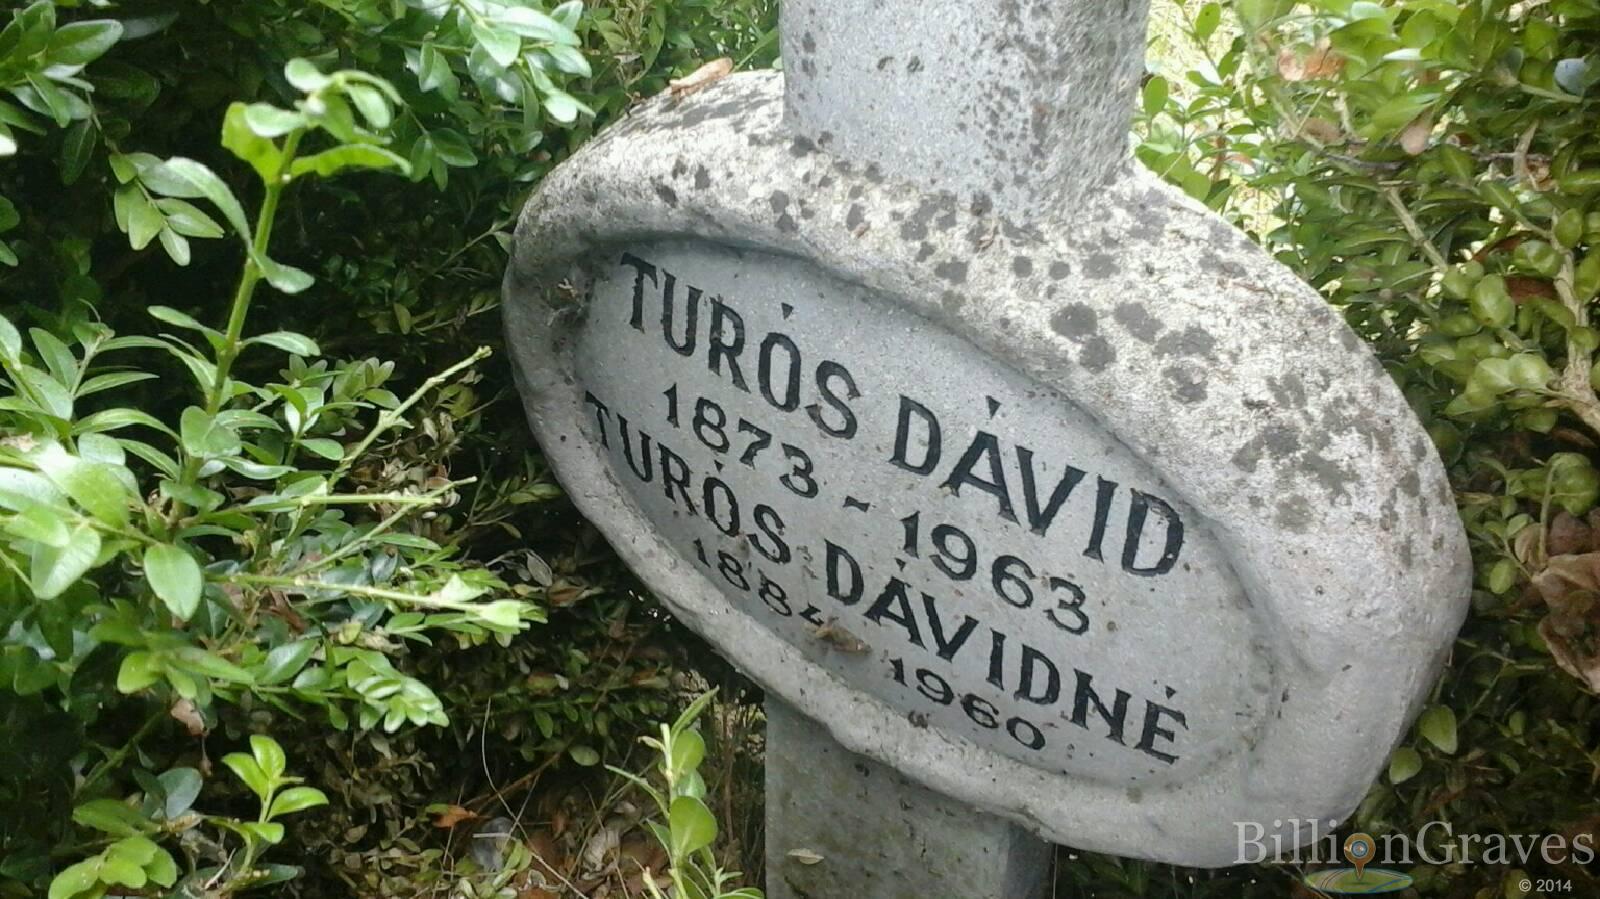 TURÓS DÁVID
1873 - 1963
TURÓS DÁVIDNÉ
1884 1960
BillionGraves
© 2014